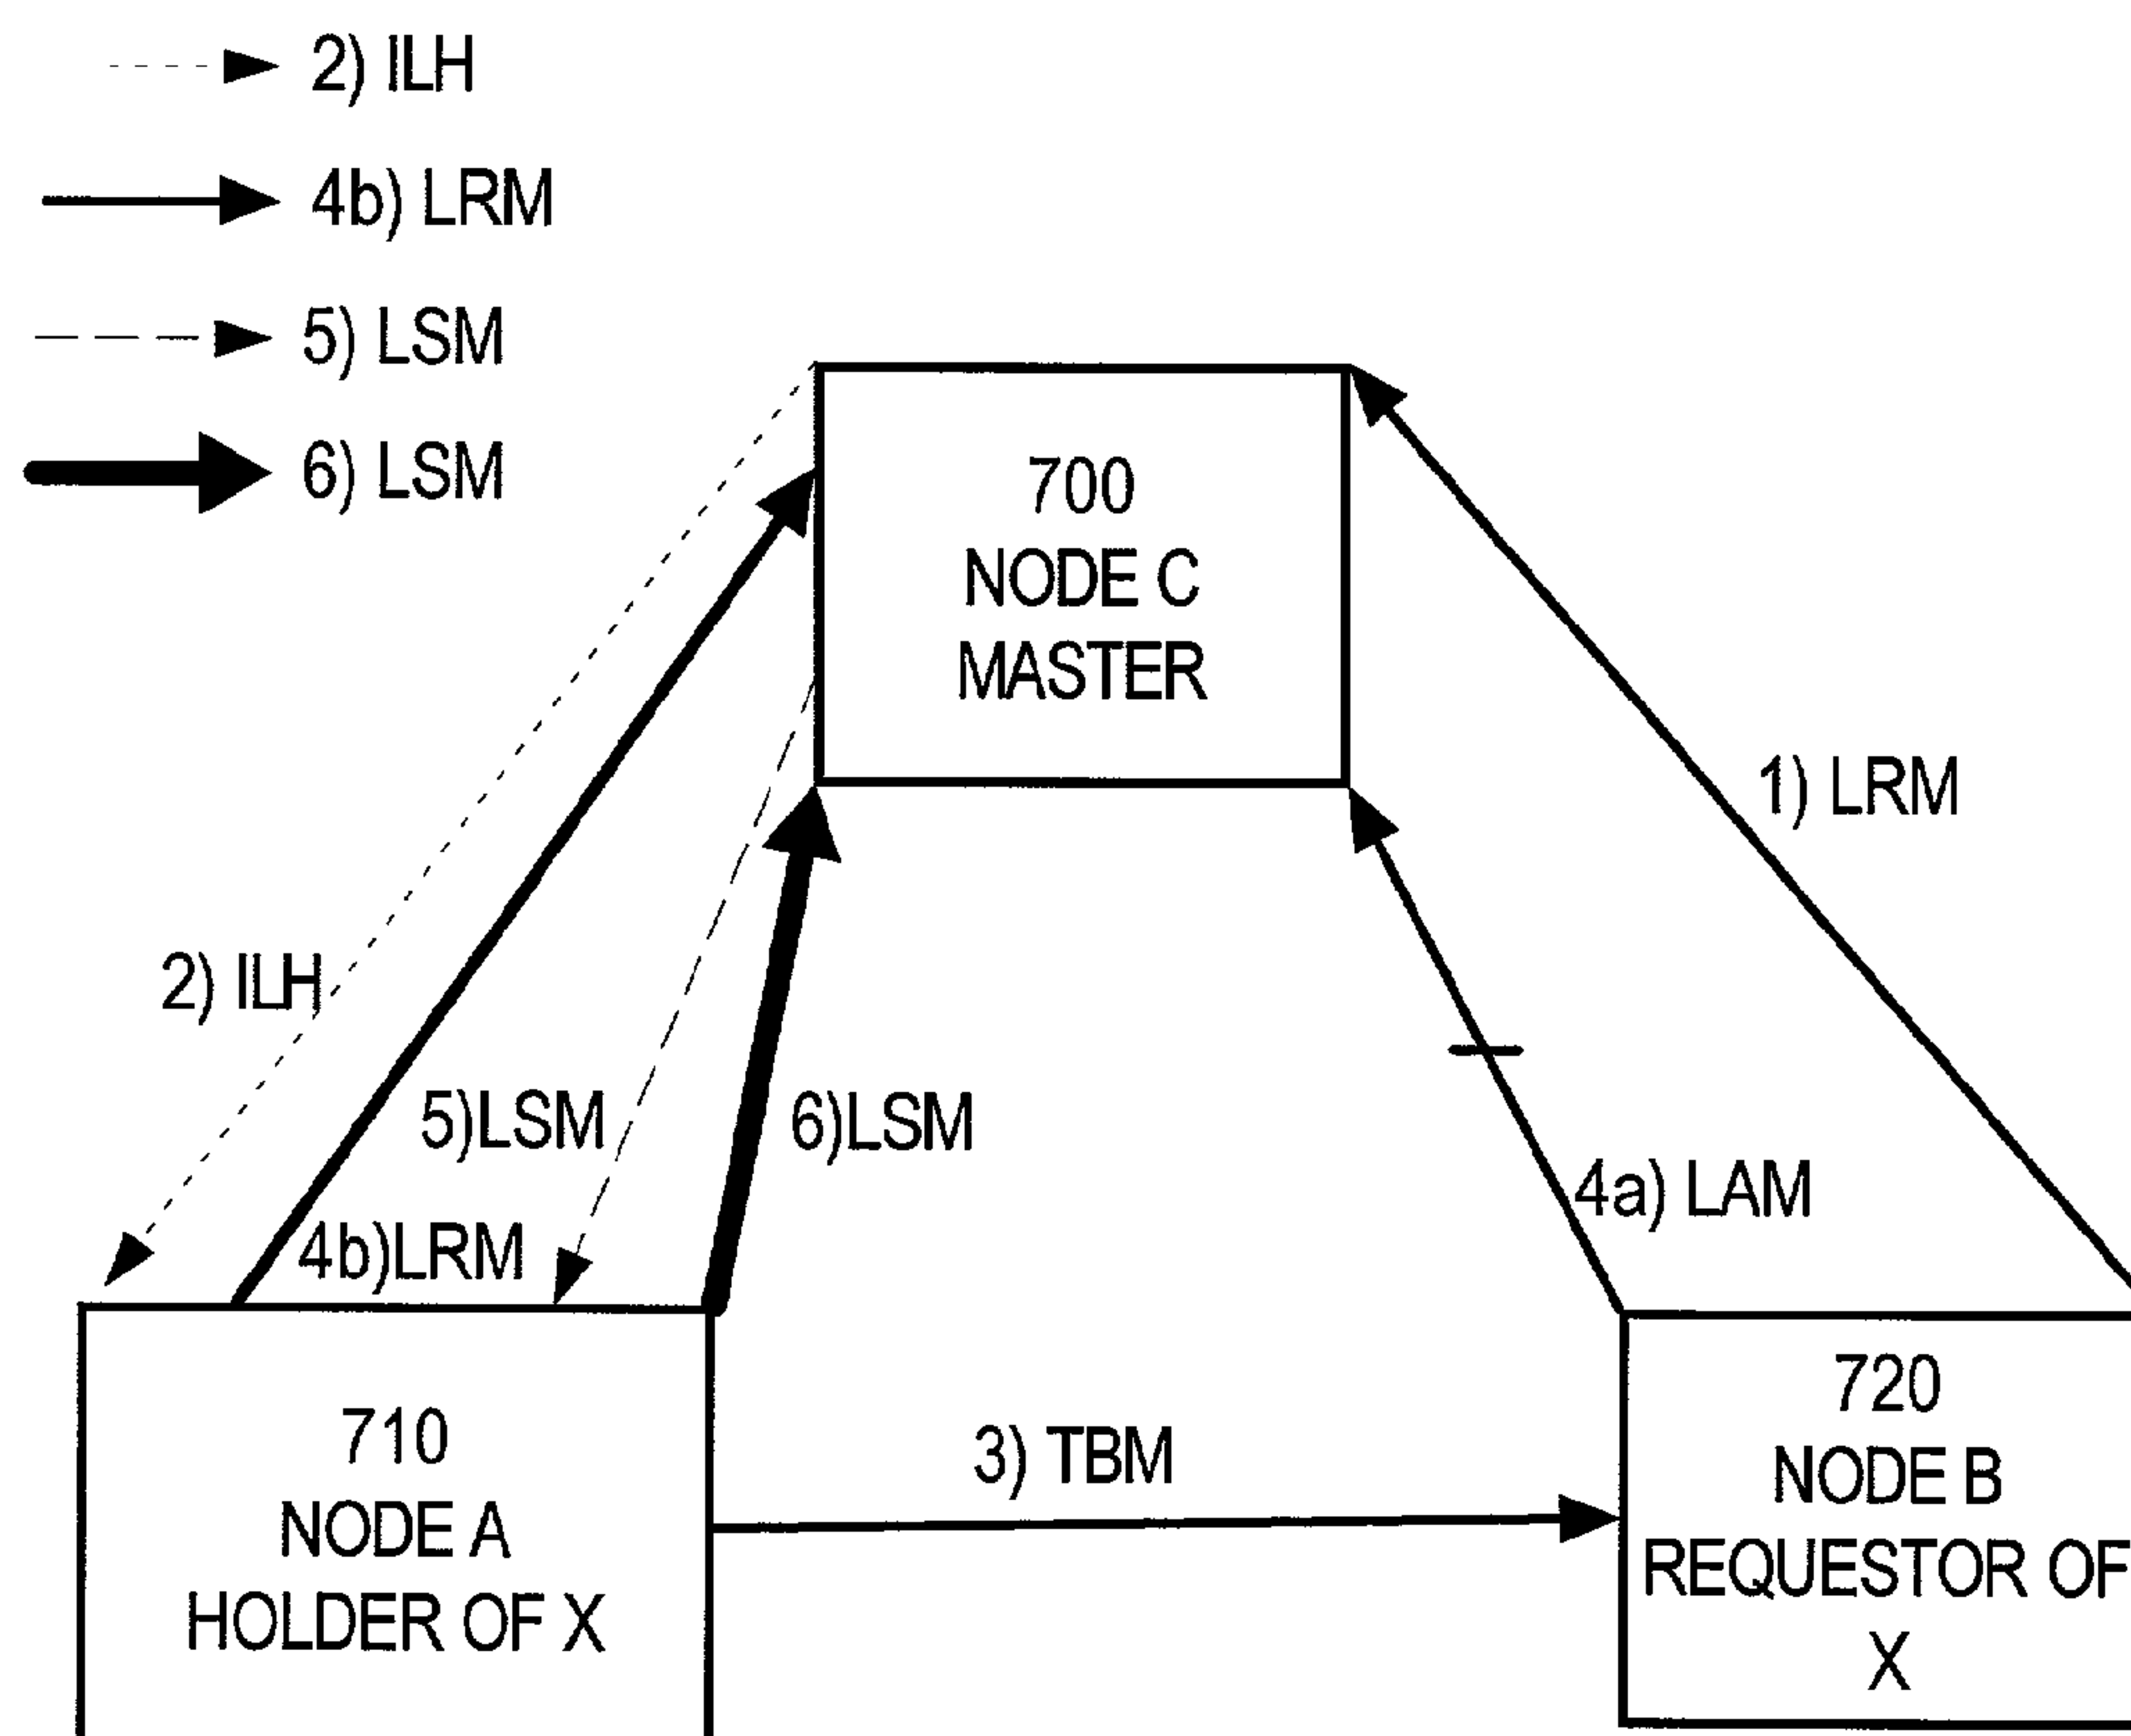 2) ILH
4b) LRM
5) LSM
6) LSM
700
NODE C
MASTER
1) LRM
2) ILH
5)LSM
6)LSM
4a) LAM
4b)LRM
710
NODE A
HOLDER OF X
3) TBM
720
NODE B
REQUESTOR OF
X